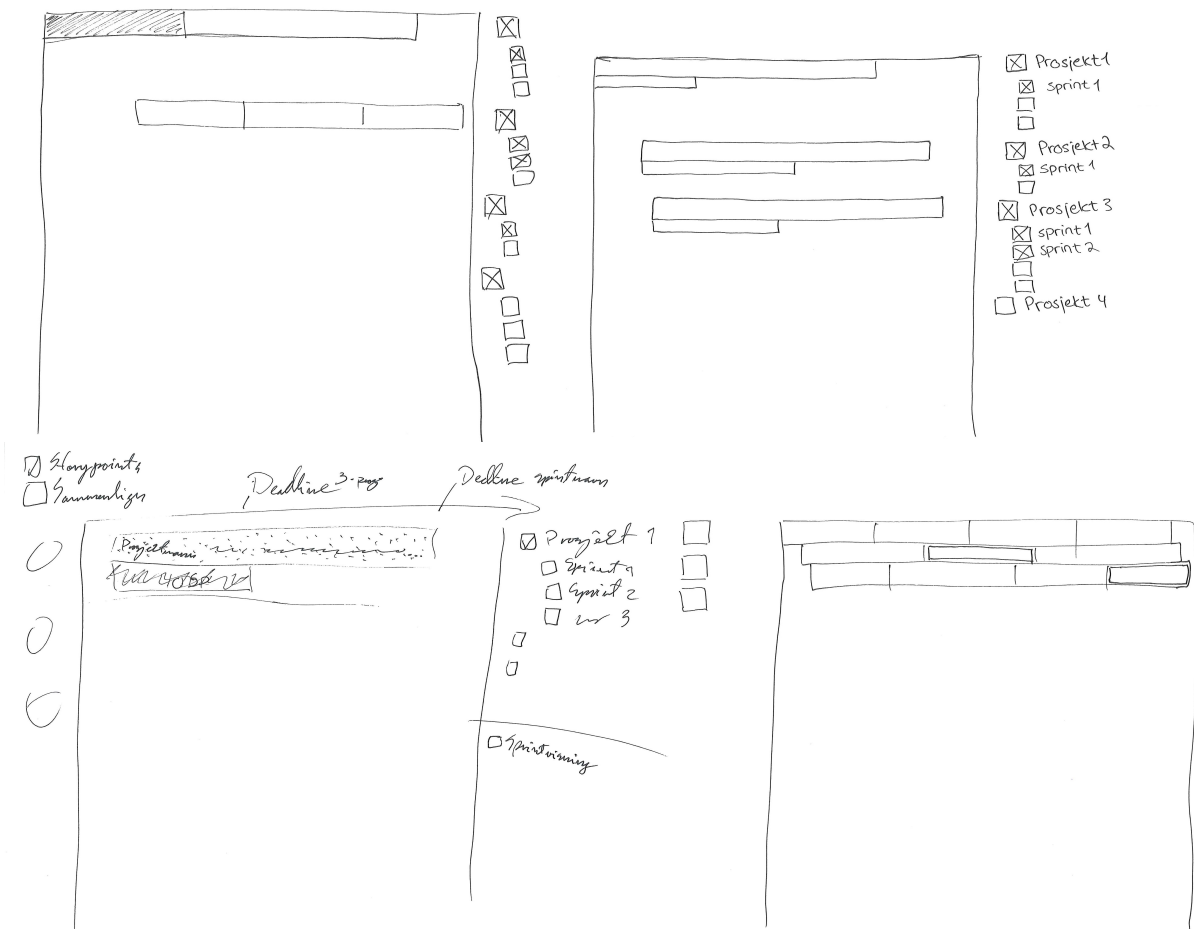 Prosjekt 1
sprint 1
Prosjekt 2
sprint 1
Prosjekt 3
sprint 1
sprint 2
Prosjekt 4
Storypoints
Sammenlign
Deadline
Prosjekt 1
Sprint 1
Sprint 2
3
Sprintvisning